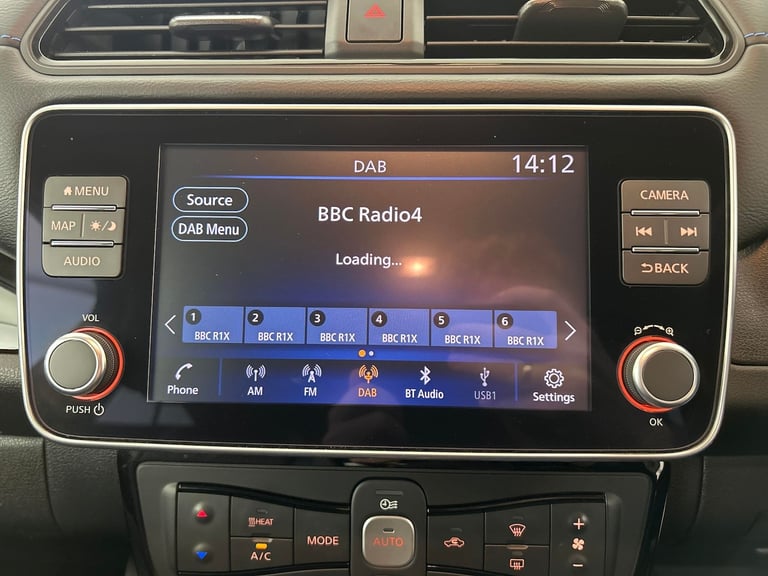 DAB
14:12
Source
BBC Radio4
DAB Menu
Loading...
1 2 3 4 5 6
BBC R1X BBC R1X BBC R1X BBC R1X BBC R1X BBC R1X
Phone AM FM DAB BT Audio USB1 Settings
MENU
MAP
AUDIO
VOL
PUSH
CAMERA
BACK
OK
HEAT
A/C
MODE
AUTO
+
-